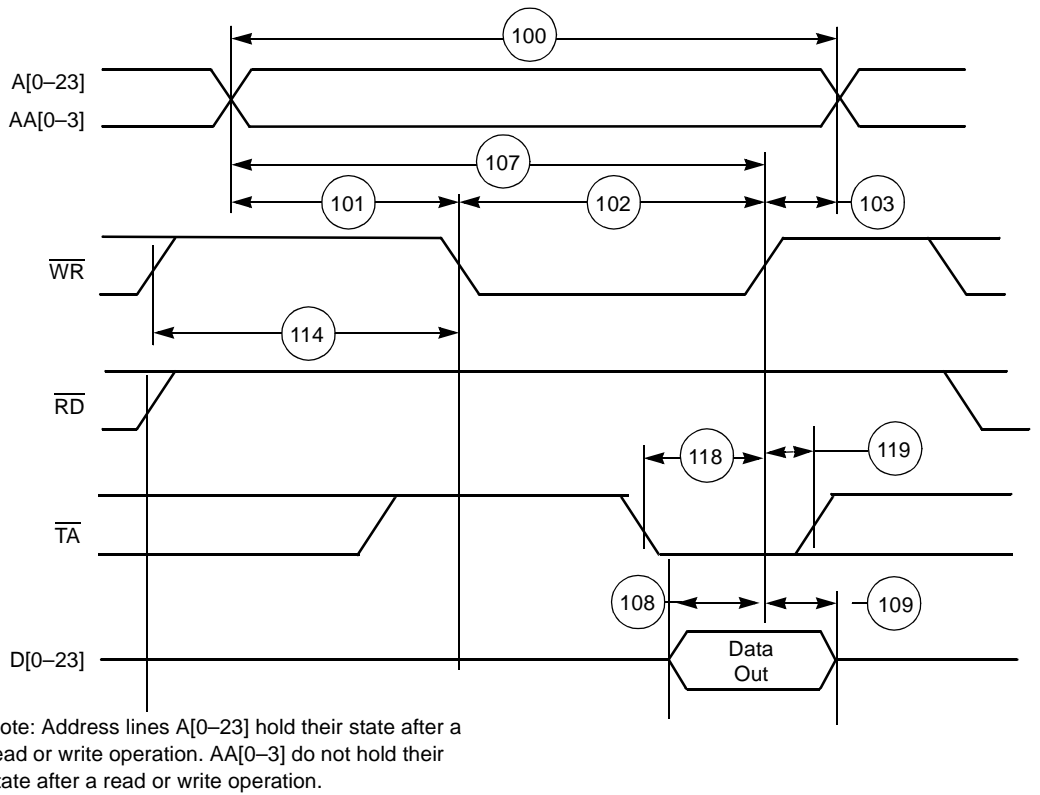 100
A[0–23]
AA[0–3]
107
101
102
103
WR
114
RD
118
119
TA
108
109
D[0–23]
Data
Out
ote: Address lines A[0–23] hold their state after a
ead or write operation. AA[0–3] do not hold their
tate after a read or write operation.